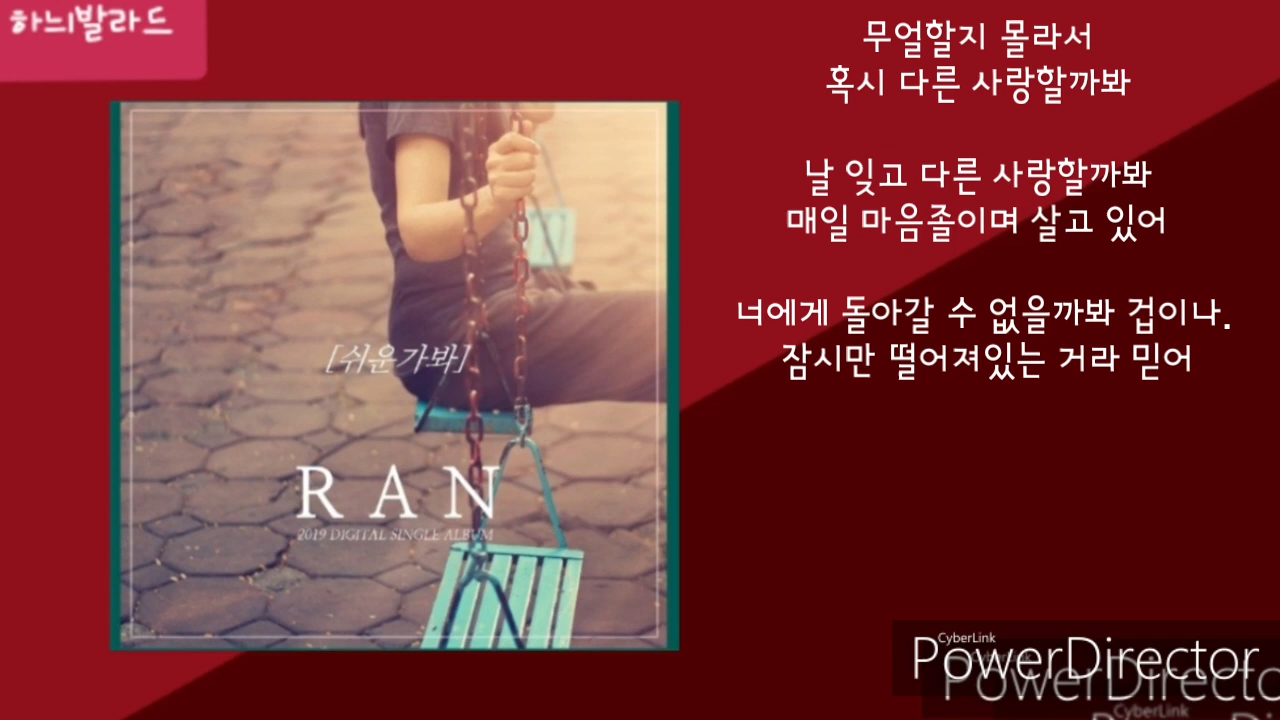 하늬발라드
무얼할지 몰라서
혹시 다른 사랑할까봐
날 잊고 다른 사랑할까봐
매일 마음졸이며 살고 있어
너에게 돌아갈 수 없을까봐 겁이나.
잠시만 떨어져있는 거라 믿어
[쉬운가봐]
RAN
2019 DIGITAL SINGLE ALBUM
CyberLink
PowerDirector
CyberLink
PowerDirecto
CyberLink